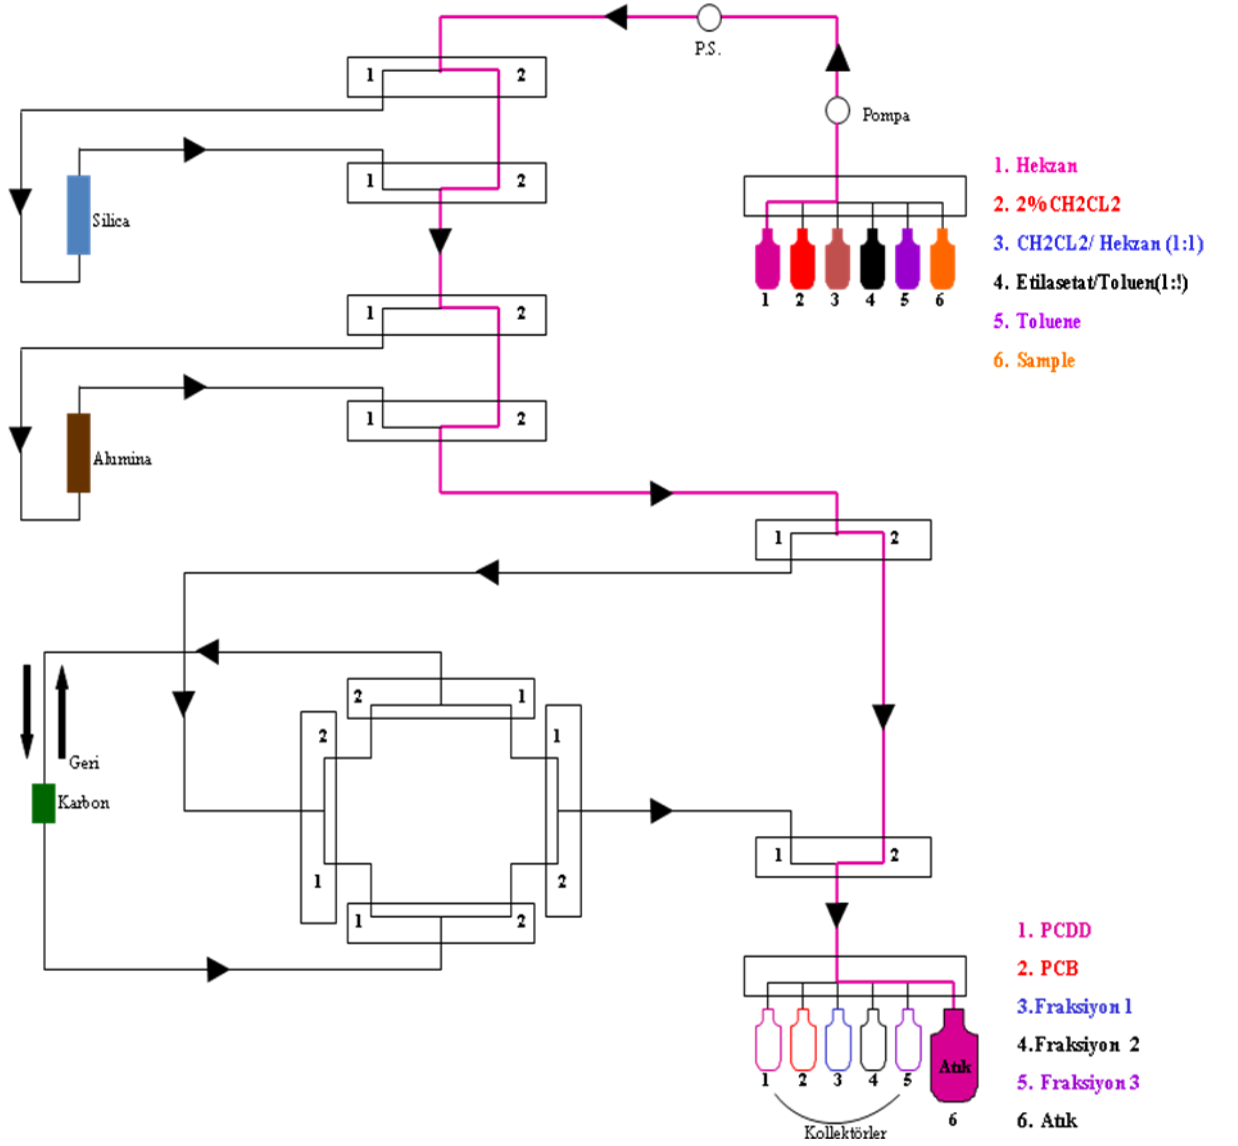 P.S.
1 2
Pompa
1. Hekzan
1 2
2. 2% CH2CL2
Silica
3. CH2CL2/ Hekzan (1:1)
4. Etilasetat/Toluen(1:!)
1 2 3 4 5 6
1 2
5. Toluene
6. Sample
1 2
Alumina
1 2
2 1
2 1
Geri
Karbon
1 2
1 2
1 2
1. PCDD
2. PCB
3.Fraksiyon 1
4.Fraksiyon 2
Atık
1 2 3 4 5
5. Fraksiyon 3
6
6. Atık
Kollektörler